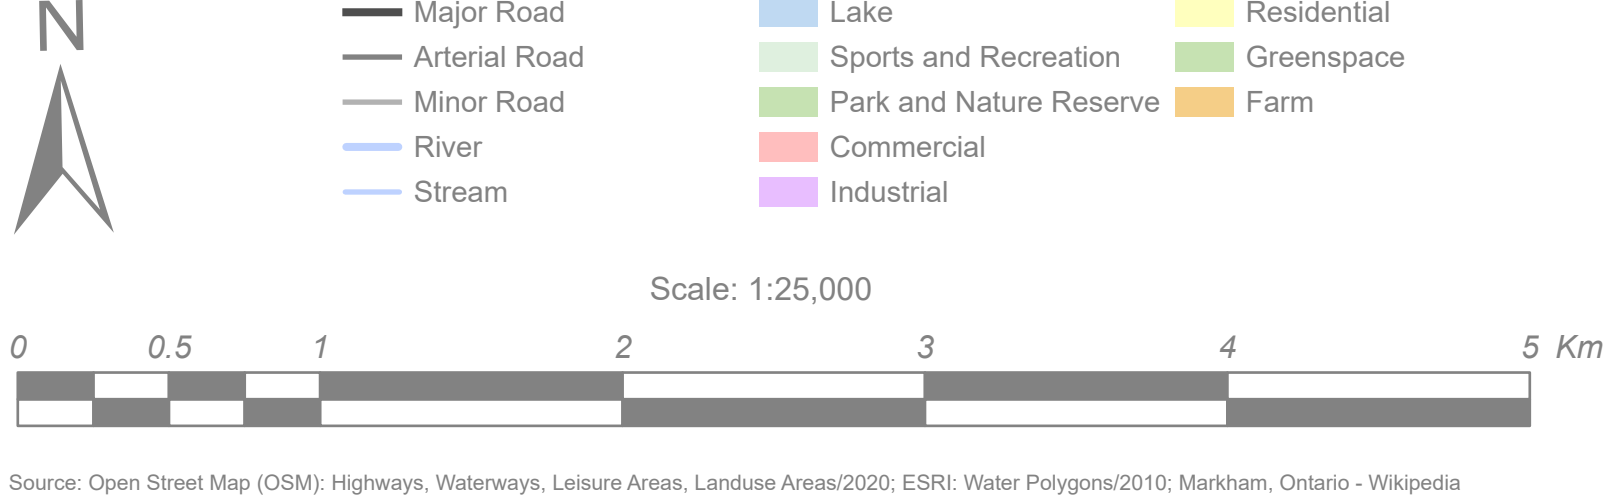 N
Major Road
Arterial Road
Minor Road
River
Stream
Lake
Sports and Recreation
Park and Nature Reserve
Commercial
Industrial
Residential
Greenspace
Farm
Scale: 1:25,000
0 0.5 1 2 3 4 5 Km
Source: Open Street Map (OSM): Highways, Waterways, Leisure Areas, Landuse Areas/2020; ESRI: Water Polygons/2010; Markham, Ontario - Wikipedia